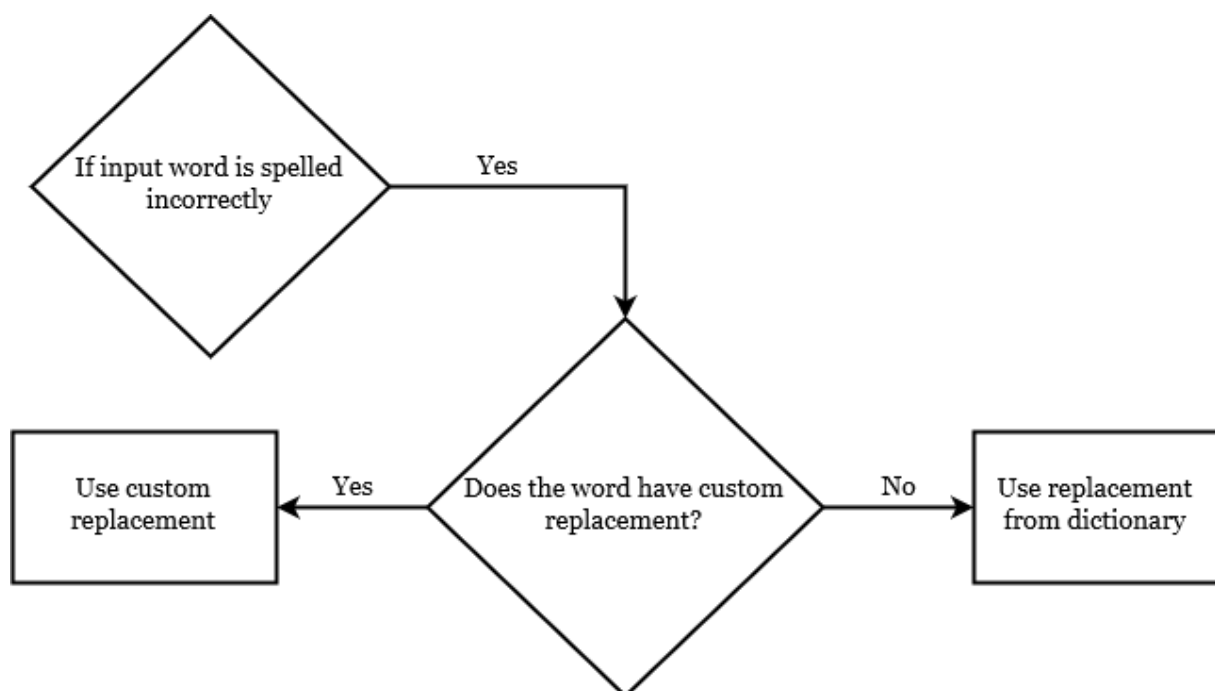 If input word is spelled
incorrectly
Yes
Does the word have custom
replacement?
Yes
Use custom
replacement
No
Use replacement
from dictionary